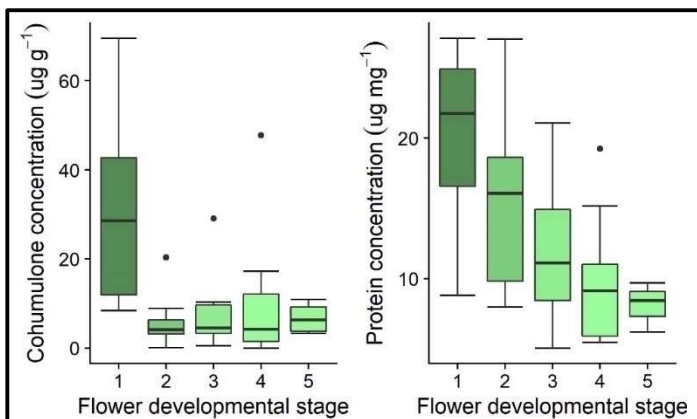 Cohumulone concentration (ug g⁻¹)
60
40
20
0
1 2 3 4 5
Flower developmental stage
Protein concentration (ug mg⁻¹)
20
10
1 2 3 4 5
Flower developmental stage